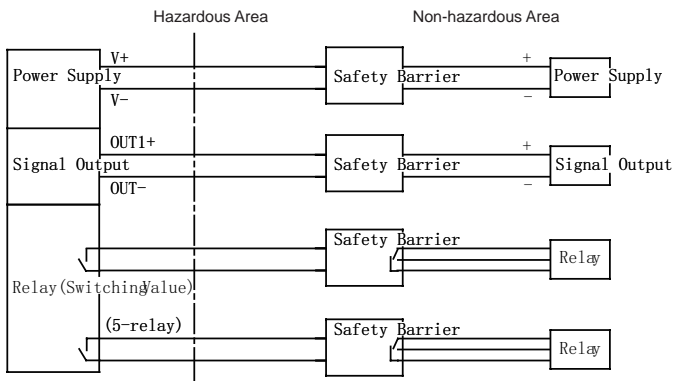 Hazardous Area Non-hazardous Area
V+ +
Power Supply Safety Barrier Power Supply
V- -
OUT1+ +
Signal Output Safety Barrier Signal Output
OUT- -
Safety Barrier
Relay
Relay(SwitchingValue)
(5-relay) Safety Barrier
Relay